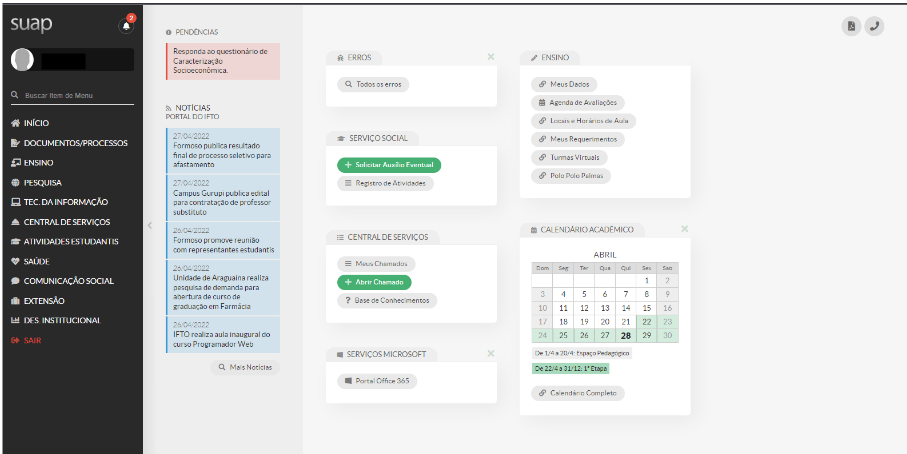 suap
2
Buscar Item de Menu
INÍCIO
DOCUMENTOS/PROCESSOS
ENSINO
PESQUISA
TEC. DA INFORMAÇÃO
CENTRAL DE SERVIÇOS
ATIVIDADES ESTUDANTIS
SAÚDE
COMUNICAÇÃO SOCIAL
EXTENSÃO
DES. INSTITUCIONAL
SAIR
PENDÊNCIAS
Responda ao questionário de
Caracterização
Socioeconômica.
NOTÍCIAS
PORTAL DO IFTO
27/04/2022
Formoso publica resultado
final de processo seletivo para
afastamento
27/04/2022
Campus Gurupi publica edital
para contratação de professor
substituto
26/04/2022
Formoso promove reunião
com representantes estudantis
26/04/2022
Unidade de Araguaína realiza
pesquisa de demanda para
abertura de curso de
graduação em Farmácia
26/04/2022
IFTO realiza aula inaugural do
curso Programador Web
Mais Notícias
ERROS
Todos os erros
SERVIÇO SOCIAL
Solicitar Auxílio Eventual
Registro de Atividades
CENTRAL DE SERVIÇOS
Meus Chamados
Abrir Chamado
Base de Conhecimentos
SERVIÇOS MICROSOFT
Portal Office 365
ENSINO
Meus Dados
Agenda de Avaliações
Locais e Horários de Aula
Meus Requerimentos
Turmas Virtuais
Polo Polo Palmas
CALENDÁRIO ACADÊMICO
ABRIL
Dom Seg Ter Qua Qui Sex Sáb
1 2
3 4 5 6 7 8 9
10 11 12 13 14 15 16
17 18 19 20 21 22 23
24 25 26 27 28 29 30
De 1/4 a 20/4: Espaço Pedagógico
De 22/4 a 31/12: 1ª Etapa
Calendário Completo